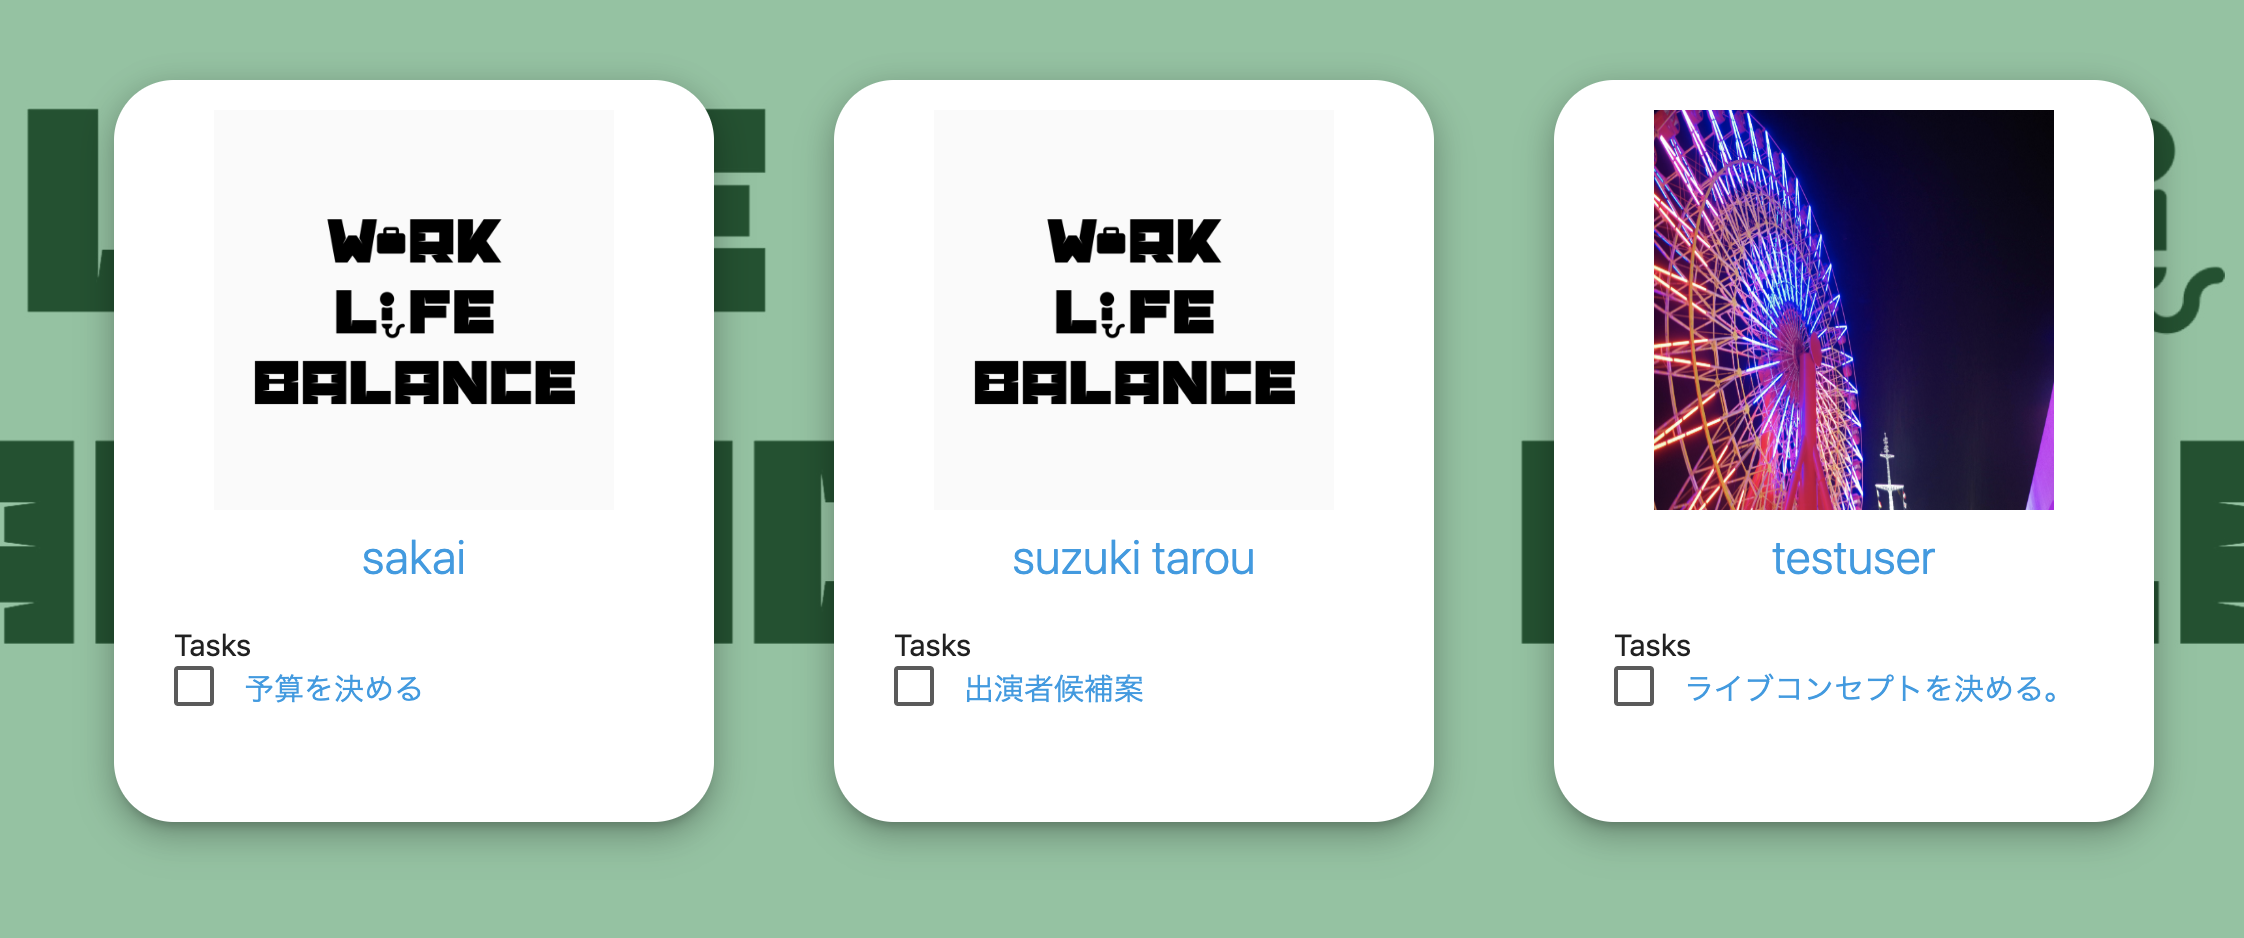 WORK
LiFE
BALANCE
sakai
Tasks
予算を決める
WORK
LiFE
BALANCE
suzuki tarou
Tasks
出演者候補案
testuser
Tasks
ライブコンセプトを決める。